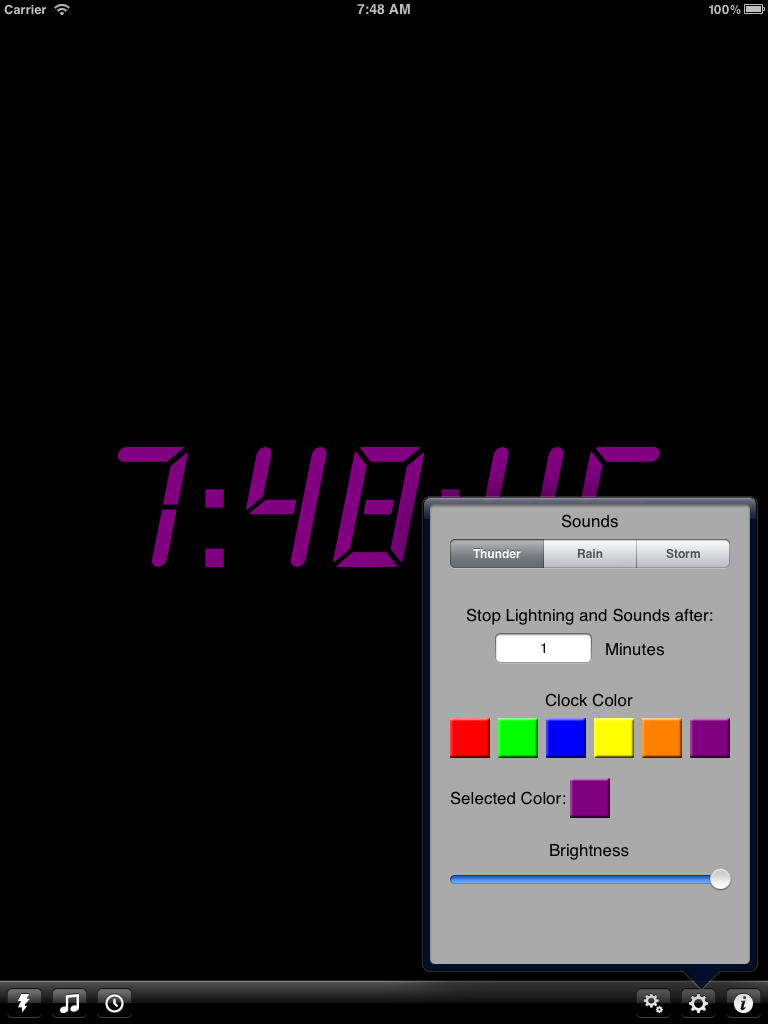 Carrier 7:48 AM 100%
7:48
Sounds
Thunder Rain Storm
Stop Lightning and Sounds after:
1 Minutes
Clock Color
Selected Color:
Brightness